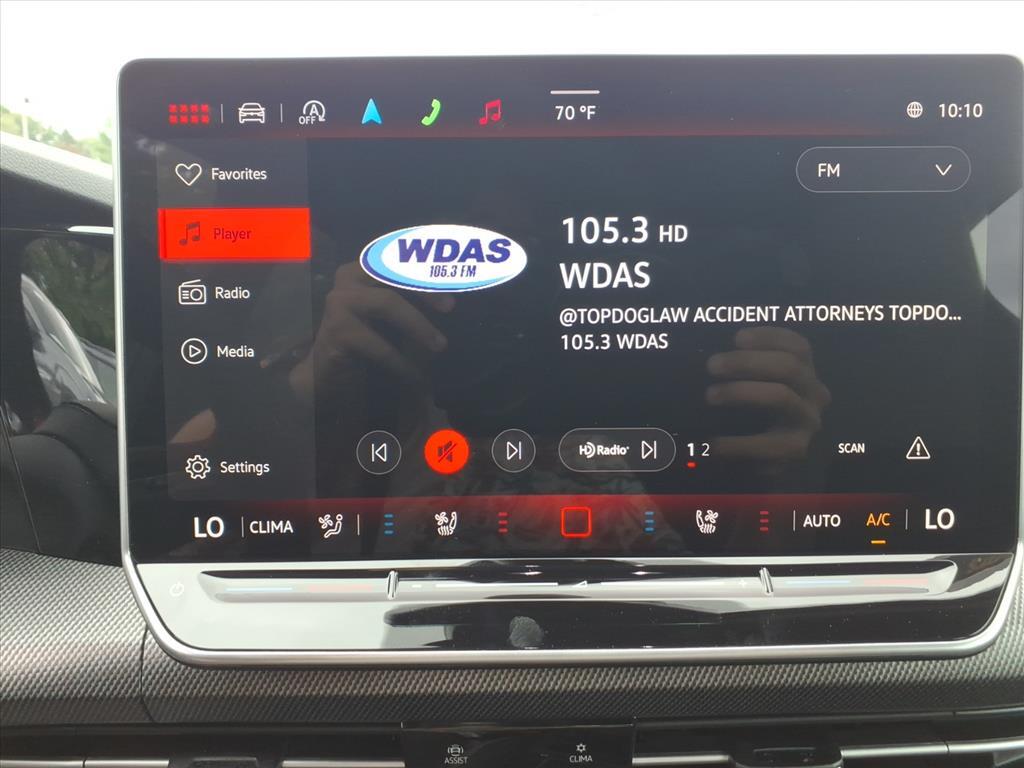 A
OFF
70 °F
10:10
Favorites
FM
Player
105.3 HD
WDAS
105.3 FM
WDAS
Radio
@TOPDOGLAW ACCIDENT ATTORNEYS TOPDO...
105.3 WDAS
Media
HD Radio
1 2
SCAN
Settings
LO
CLIMA
AUTO
A/C
LO
ASSIST
CLIMA